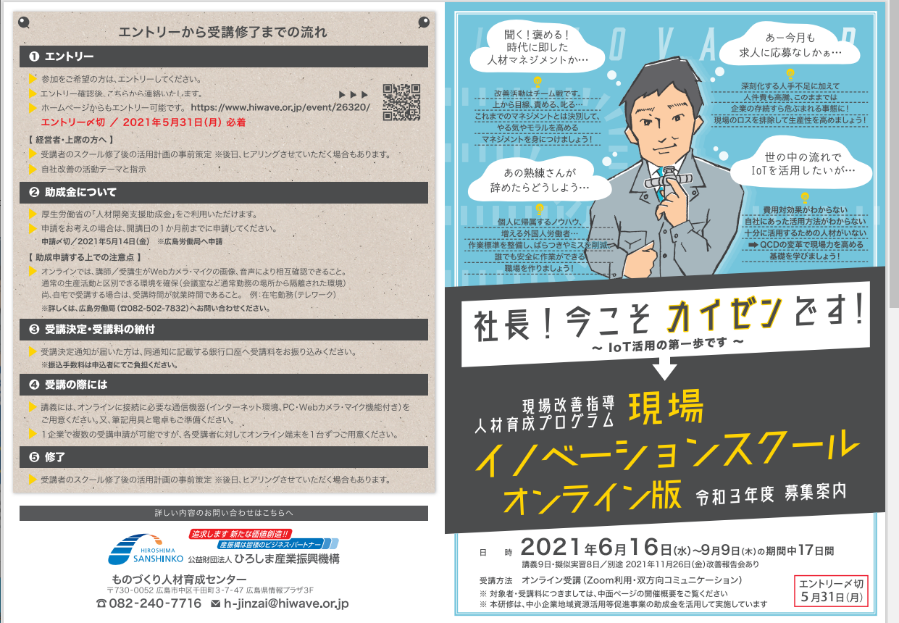 エントリーから受講修了までの流れ
❶ エントリー
参加をご希望の方は、エントリーしてください。
エントリー確認後、こちらから連絡いたします。
ホームページからもエントリー可能です。 https://www.hiwave.or.jp/event/26320/
エントリー〆切 ／ 2021年5月31日(月) 必着
【 経営者・上席の方へ 】
受講者のスクール修了後の活用計画の事前策定 ※後日、ヒアリングさせていただく場合もあります。
自社改善の活動テーマと指示
❷ 助成金について
厚生労働省の「人材開発支援助成金」をご利用いただけます。
申請をお考えの場合は、開講日の1か月前までに申請してください。
申請〆切／2021年5月14日(金) ※広島労働局へ申請
【 助成申請する上での注意点 】
オンラインでは、講師／受講生がWebカメラ・マイクの画像、音声により相互確認できること。
通常の生産活動と区別できる環境を確保(会議室など通常勤務の場所から隔離された環境)
尚、自宅で受講する場合は、受講時間が就業時間であること。 例：在宅勤務(テレワーク)
※詳しくは、広島労働局(☎082-502-7832)へお問い合わせください。
❸ 受講決定・受講料の納付
受講決定通知が届いた方は、同通知に記載する銀行口座へ受講料をお振り込みください。
※振込手数料は申込者にてご負担ください。
❹ 受講の際には
講義には、オンラインに接続に必要な通信機器(インターネット環境、PC・Webカメラ・マイク機能付き)を
ご用意ください。又、筆記用具と電卓もご準備ください。
1企業で複数の受講申請が可能ですが、各受講者に対してオンライン端末を1台ずつご用意ください。
❺ 修了
受講者のスクール修了後の活用計画の事前策定 ※後日、ヒアリングさせていただく場合もあります。
詳しい内容のお問い合わせはこちらへ
追求します 新たな価値創造!!
産振構は皆様のビジネス・パートナー
HIROSHIMA
SANSHINKO
公益財団法人 ひろしま産業振興機構
ものづくり人材育成センター
〒730-0052 広島市中区千田町3-7-47 広島県情報プラザ3F
☎082-240-7716 ✉h-jinzai@hiwave.or.jp
聞く！褒める！
時代に即した
人材マネジメントか…
改善活動はチーム戦です。
上から目線、責める、叱る…
これまでのマネジメントとは決別して、
やる気やモラルを高める
マネジメントを身につけましょう！
あー今月も
求人に応募なしかぁ…
深刻化する人手不足に加えて
人件費も高騰、このままでは
企業の存続すら危ぶまれる事態に！
現場のロスを排除して生産性を高めましょう！
あの熟練さんが
辞めたらどうしよう…
個人に帰属するノウハウ、
増える外国人労働者…
作業標準を整備し、ばらつきやミスを削減。
誰でも安全に作業ができる
職場を作りましょう！
世の中の流れで
IoTを活用したいが…
費用対効果がわからない
自社にあった活用方法がわからない
十分に活用するための人材がいない
➡ QCDの変革で現場力を高める
基礎を学びましょう！
社長！今こそ カイゼン です！
～ IoT活用の第一歩です ～
現場改善指導
人材育成プログラム
現場
イノベーションスクール
オンライン版 令和3年度 募集案内
日 時 2021年6月16日(水)～9月9日(木)の期間中17日間
講義9日・擬似実習8日／別途 2021年11月26日(金)改善報告会あり
受講方法 オンライン受講 (Zoom利用・双方向コミュニケーション)
※ 対象者・受講料につきましては、中面ページの開催概要をご覧ください
※ 本研修は、中小企業地域資源活用等促進事業の助成金を活用して実施しています
エントリー〆切
5月31日(月)